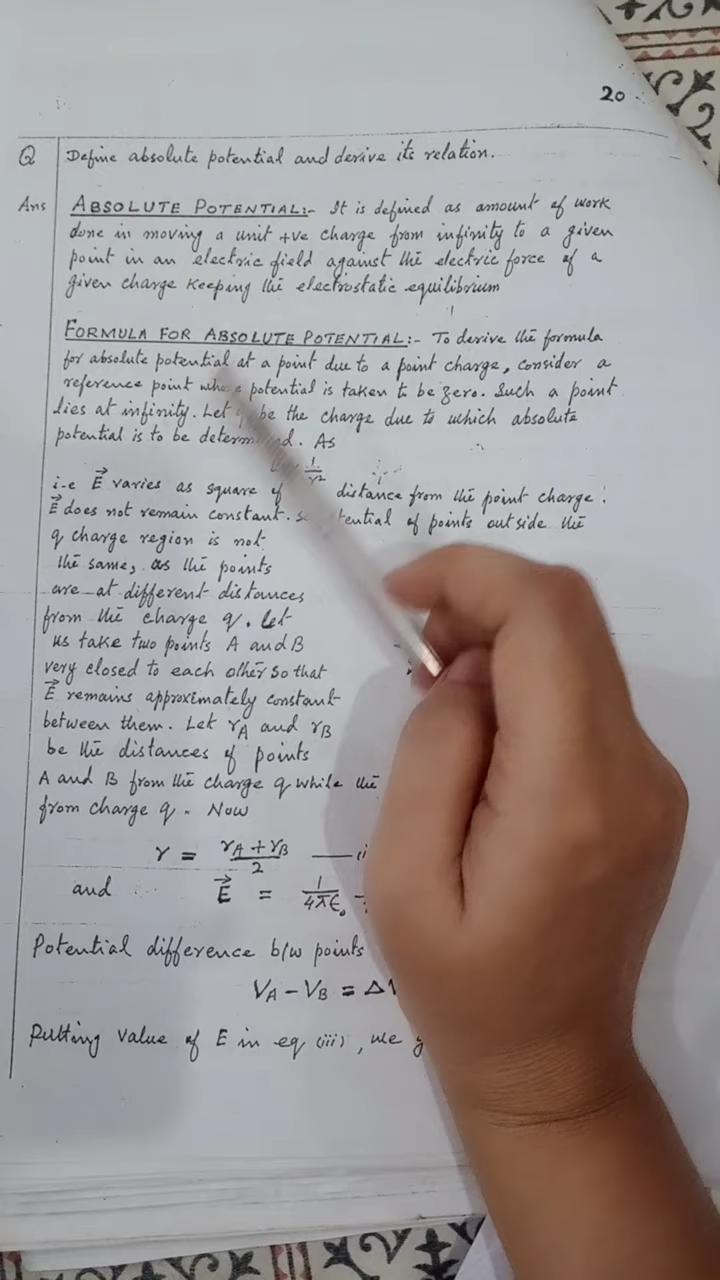 20
Q Define absolute potential and derive its relation.
Ans ABSOLUTE POTENTIAL:- It is defined as amount of work
done in moving a unit +ve charge from infinity to a given
point in an electric field against the electric force of a
given charge keeping the electrostatic equilibrium
FORMULA FOR ABSOLUTE POTENTIAL:- To derive the formula
for absolute potential at a point due to a point charge, consider a
reference point whose potential is taken to be zero. Such a point
lies at infinity. Let q be the charge due to which absolute
potential is to be determined. As
1/r²
i.e E⃗ varies as square of distance from the point charge.
E⃗ does not remain constant. So potential of points outside the
q charge region is not
the same, as the points
are at different distances
from the charge q. Let
us take two points A and B
very closed to each other so that
E⃗ remains approximately constant
between them. Let rA and rB
be the distances of points
A and B from the charge q while the
from charge q. Now
r = (rA + rB)/2
and E⃗ = 1/4πε₀
Potential difference b/w points
VA - VB = Δ
Putting value of E in eq (iii), we